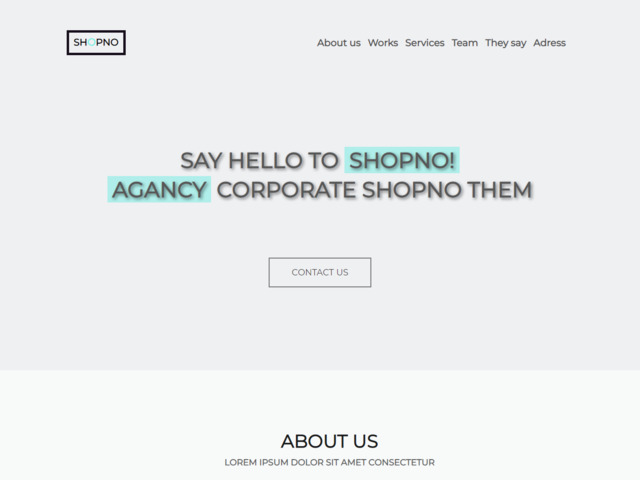 SHOPNO
About us Works Services Team They say Adress
SAY HELLO TO SHOPNO!
AGANCY CORPORATE SHOPNO THEM
CONTACT US
ABOUT US
LOREM IPSUM DOLOR SIT AMET CONSECTETUR